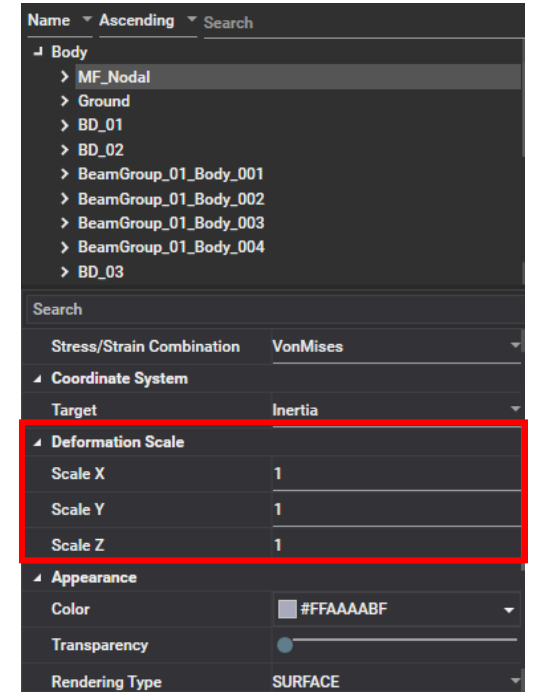 Name Ascending Search
Body
MF_Nodal
Ground
BD_01
BD_02
BeamGroup_01_Body_001
BeamGroup_01_Body_002
BeamGroup_01_Body_003
BeamGroup_01_Body_004
BD_03
Search
Stress/Strain Combination VonMises
Coordinate System
Target Inertia
Deformation Scale
Scale X 1
Scale Y 1
Scale Z 1
Appearance
Color #FFAAAABF
Transparency
Rendering Type SURFACE